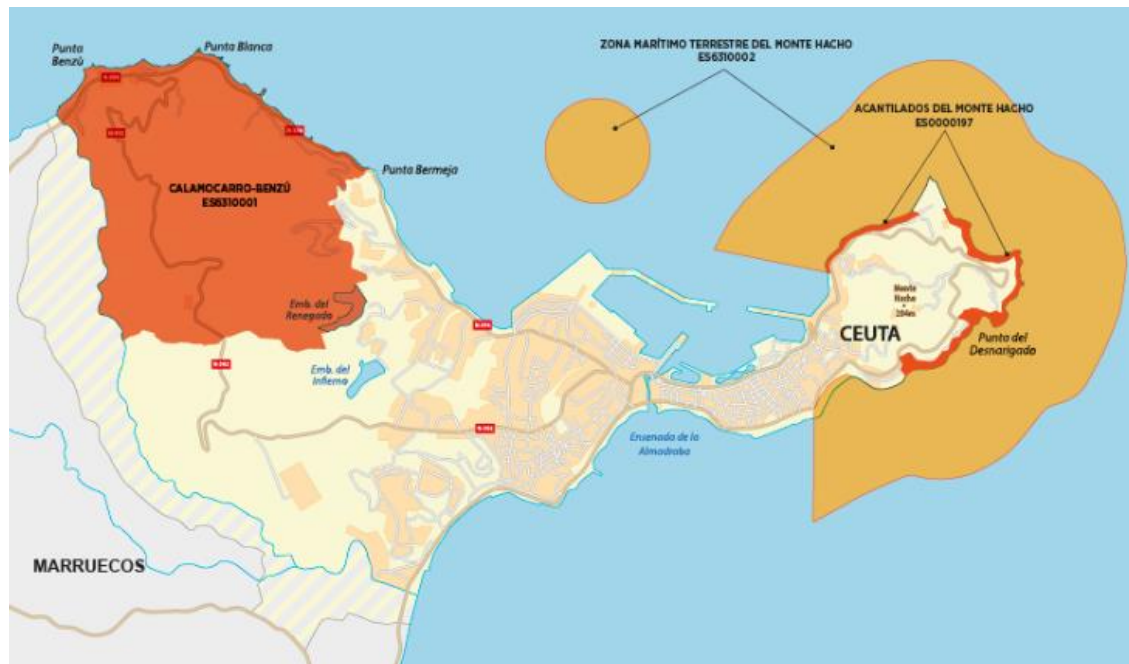 Punta
Benzú
Punta Blanca
ZONA MARÍTIMO TERRESTRE DEL MONTE HACHO
ES6310002
ACANTILADOS DEL MONTE HACHO
ES0000197
Punta Bermeja
CALAMOCARRO-BENZÚ
ES6310001
Emb. del
Renegado
Monte
Hacho
204m
CEUTA
Punta del
Desnarigado
Emb. del
Infierno
N-352
Ensenada de la
Almadraba
MARRUECOS